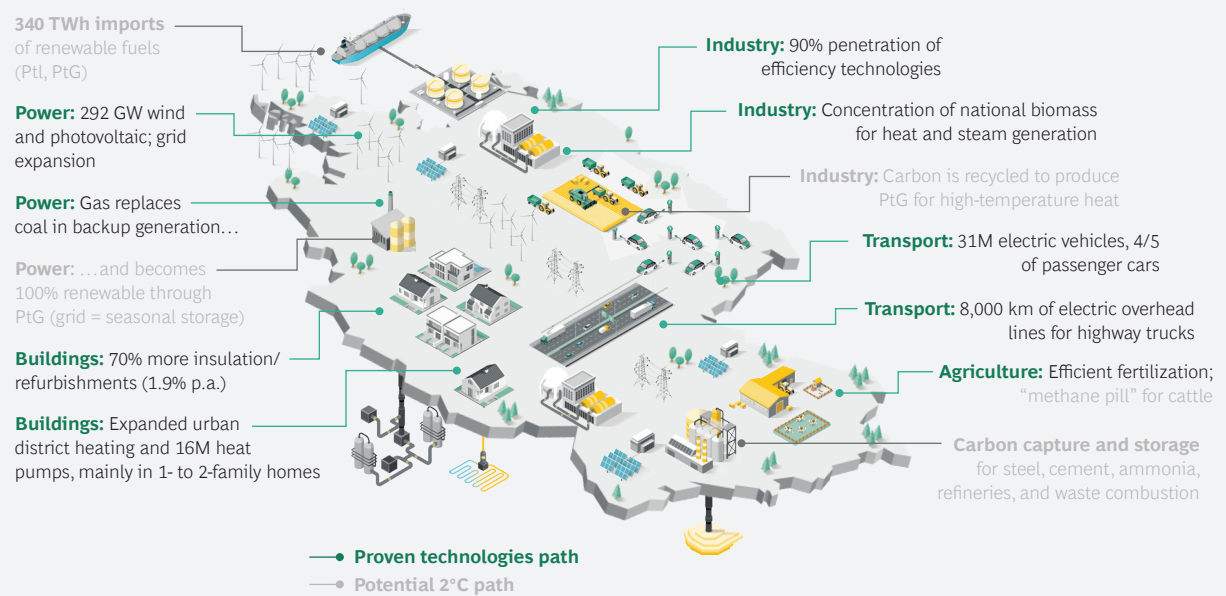 340 TWh imports
of renewable fuels
(Ptl, PtG)
Power: 292 GW wind
and photovoltaic; grid
expansion
Power: Gas replaces
coal in backup generation…
Power: …and becomes
100% renewable through
PtG (grid = seasonal storage)
Buildings: 70% more insulation/
refurbishments (1.9% p.a.)
Buildings: Expanded urban
district heating and 16M heat
pumps, mainly in 1- to 2-family homes
Industry: 90% penetration of
efficiency technologies
Industry: Concentration of national biomass
for heat and steam generation
Industry: Carbon is recycled to produce
PtG for high-temperature heat
Transport: 31M electric vehicles, 4/5
of passenger cars
Transport: 8,000 km of electric overhead
lines for highway trucks
Agriculture: Efficient fertilization;
“methane pill” for cattle
Carbon capture and storage
for steel, cement, ammonia,
refineries, and waste combustion
Proven technologies path
Potential 2°C path